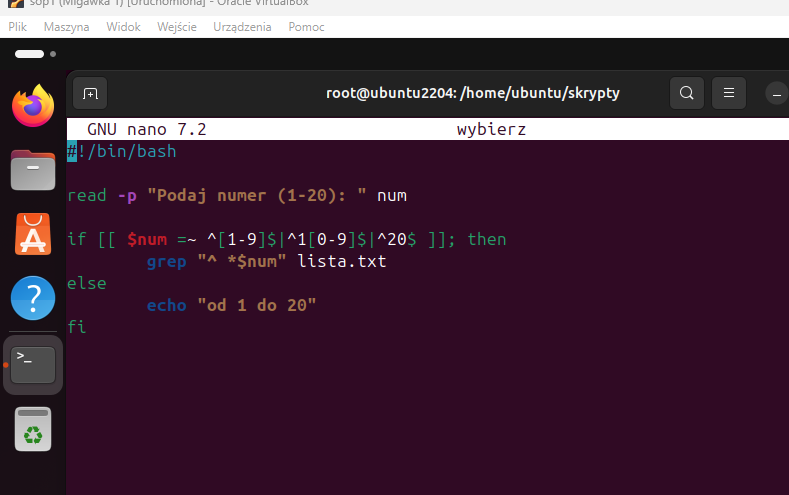 sop1 (Migawka 1) [Uruchomiona] - Oracle VirtualBox
Plik Maszyna Widok Wejście Urządzenia Pomoc
root@ubuntu2204: /home/ubuntu/skrypty
GNU nano 7.2 wybierz
#!/bin/bash
read -p "Podaj numer (1-20): " num
if [[ $num =~ ^[1-9]$|^1[0-9]$|^20$ ]]; then
grep "^ *$num" lista.txt
else
echo "od 1 do 20"
fi